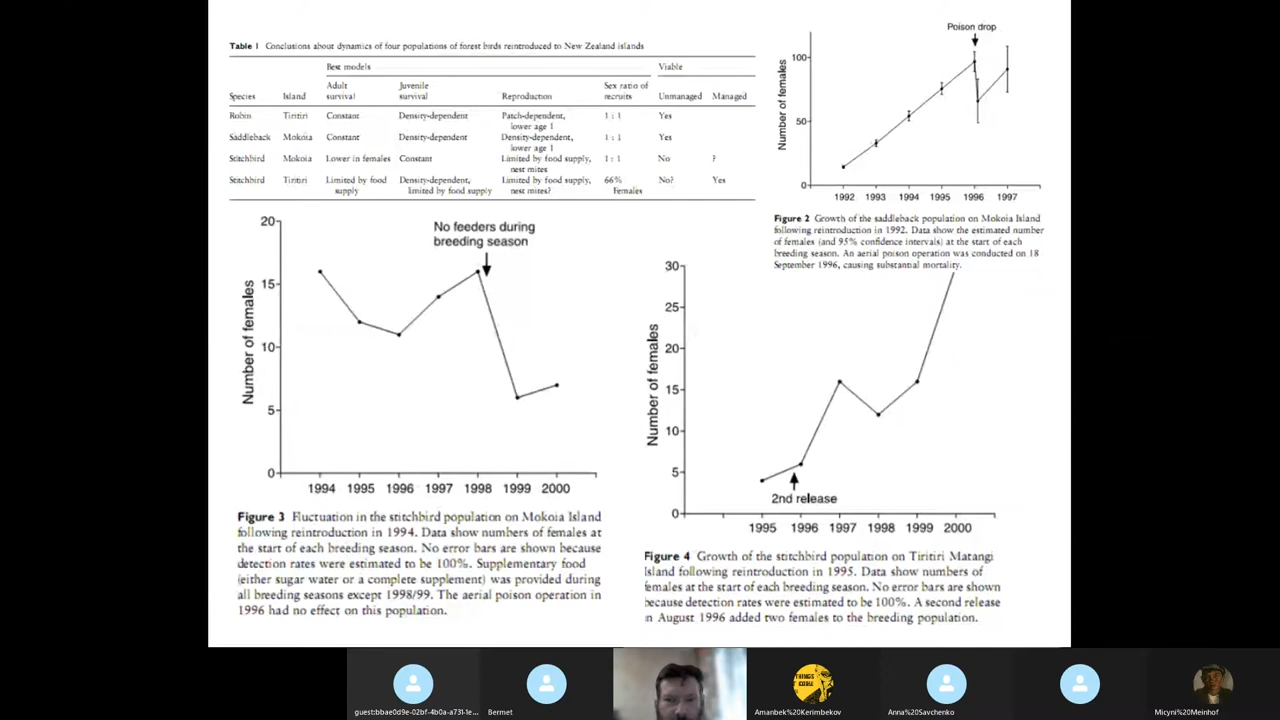 Table 1 Conclusions about dynamics of four populations of forest birds reintroduced to New Zealand islands
Best models Viable
Species Island Adult survival Juvenile survival Reproduction Sex ratio of recruits Unmanaged Managed
Robin Tiritiri Constant Density-dependent Patch-dependent, lower age 1 1 : 1 Yes
Saddleback Mokoia Constant Density-dependent Density-dependent, lower age 1 1 : 1 Yes
Stitchbird Mokoia Lower in females Constant Limited by food supply, nest mites 1 : 1 No ?
Stitchbird Tiritiri Limited by food supply Density-dependent, limited by food supply Limited by food supply, nest mites? 66% Females No? Yes
Poison drop
Number of females
100
50
0
1992 1993 1994 1995 1996 1997
Figure 2 Growth of the saddleback population on Mokoia Island
following reintroduction in 1992. Data show the estimated number
of females (and 95% confidence intervals) at the start of each
breeding season. An aerial poison operation was conducted on 18
September 1996, causing substantial mortality.
No feeders during
breeding season
Number of females
20
15
10
5
0
1994 1995 1996 1997 1998 1999 2000
Figure 3 Fluctuation in the stitchbird population on Mokoia Island
following reintroduction in 1994. Data show numbers of females at
the start of each breeding season. No error bars are shown because
detection rates were estimated to be 100%. Supplementary food
(either sugar water or a complete supplement) was provided during
all breeding seasons except 1998/99. The aerial poison operation in
1996 had no effect on this population.
Number of females
30
25
20
15
10
5
0
2nd release
1995 1996 1997 1998 1999 2000
Figure 4 Growth of the stitchbird population on Tiritiri Matangi
Island following reintroduction in 1995. Data show numbers of
females at the start of each breeding season. No error bars are shown
because detection rates were estimated to be 100%. A second release
in August 1996 added two females to the breeding population.
THINGS
guest:bbae0d9e-02bf-4b0a-a731-1e...
Bermet
Amanbek%20Kerimbekov
Anna%20Savchenko
Micyni%20Meinhof